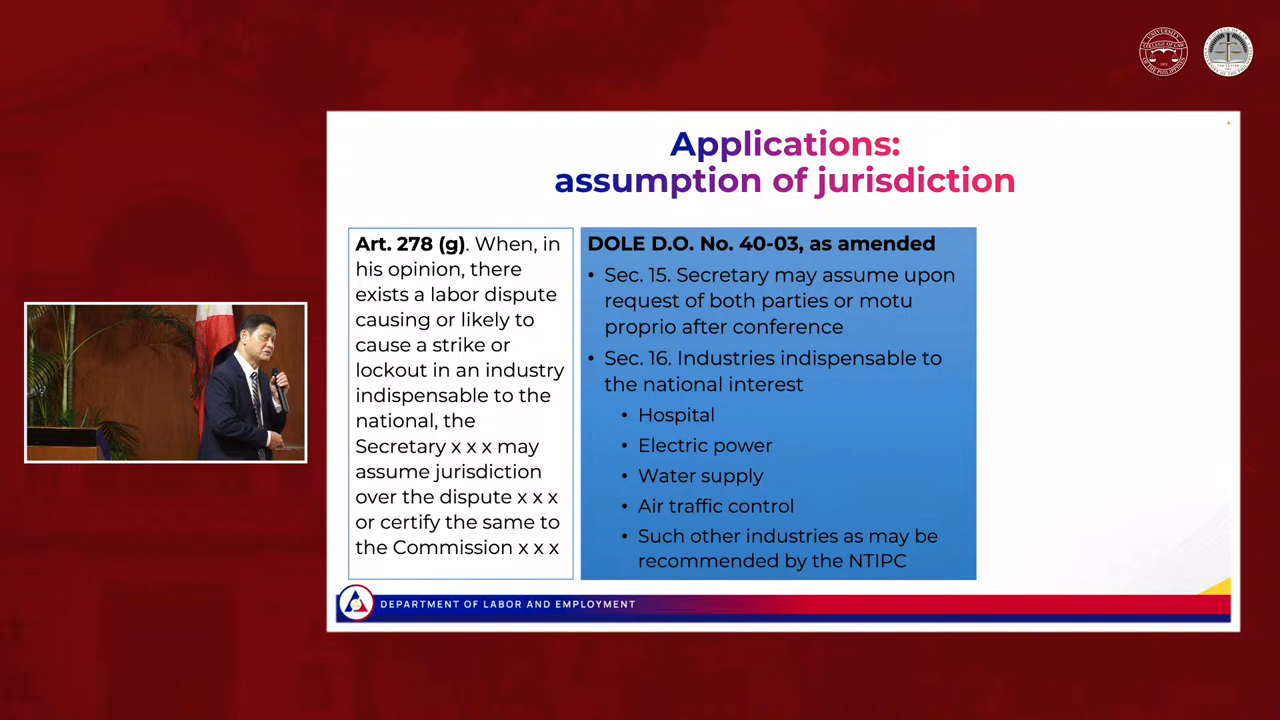 Applications:
assumption of jurisdiction
Art. 278 (g). When, in
his opinion, there
exists a labor dispute
causing or likely to
cause a strike or
lockout in an industry
indispensable to the
national, the
Secretary x x x may
assume jurisdiction
over the dispute x x x
or certify the same to
the Commission x x x
DOLE D.O. No. 40-03, as amended
• Sec. 15. Secretary may assume upon
request of both parties or motu
proprio after conference
• Sec. 16. Industries indispensable to
the national interest
• Hospital
• Electric power
• Water supply
• Air traffic control
• Such other industries as may be
recommended by the NTIPC
DEPARTMENT OF LABOR AND EMPLOYMENT